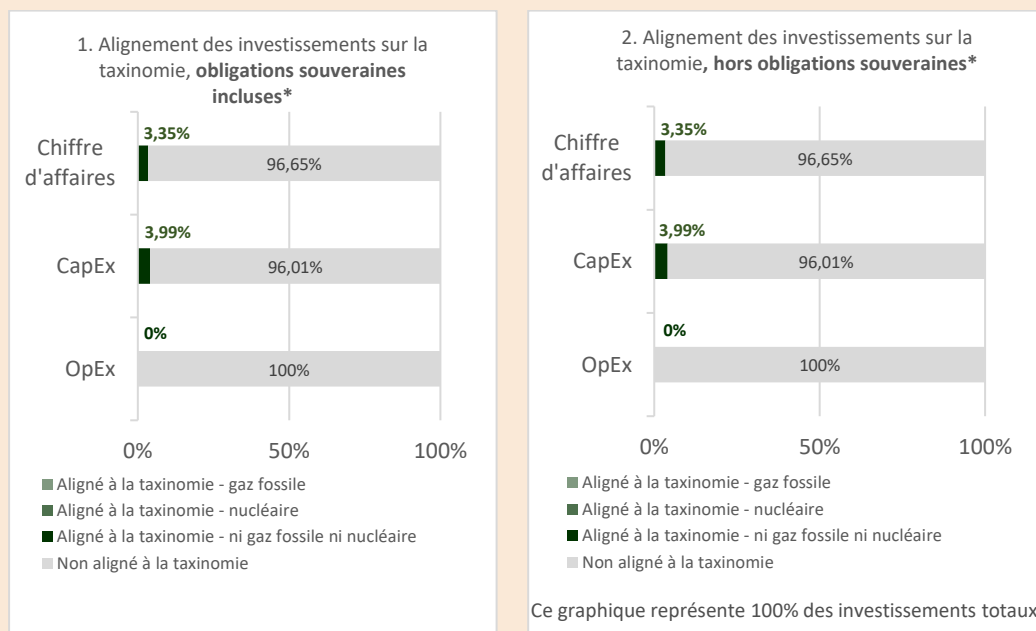 1. Alignement des investissements sur la
taxinomie, obligations souveraines
incluses*
3,35%
Chiffre
d'affaires
96,65%
3,99%
CapEx
96,01%
0%
OpEx
100%
0%
50%
100%
Aligné à la taxinomie - gaz fossile
Aligné à la taxinomie - nucléaire
Aligné à la taxinomie - ni gaz fossile ni nucléaire
Non aligné à la taxinomie
2. Alignement des investissements sur la
taxinomie, hors obligations souveraines*
3,35%
Chiffre
d'affaires
96,65%
3,99%
CapEx
96,01%
0%
OpEx
100%
0%
50%
100%
Aligné à la taxinomie - gaz fossile
Aligné à la taxinomie - nucléaire
Aligné à la taxinomie - ni gaz fossile ni nucléaire
Non aligné à la taxinomie
Ce graphique représente 100% des investissements totaux